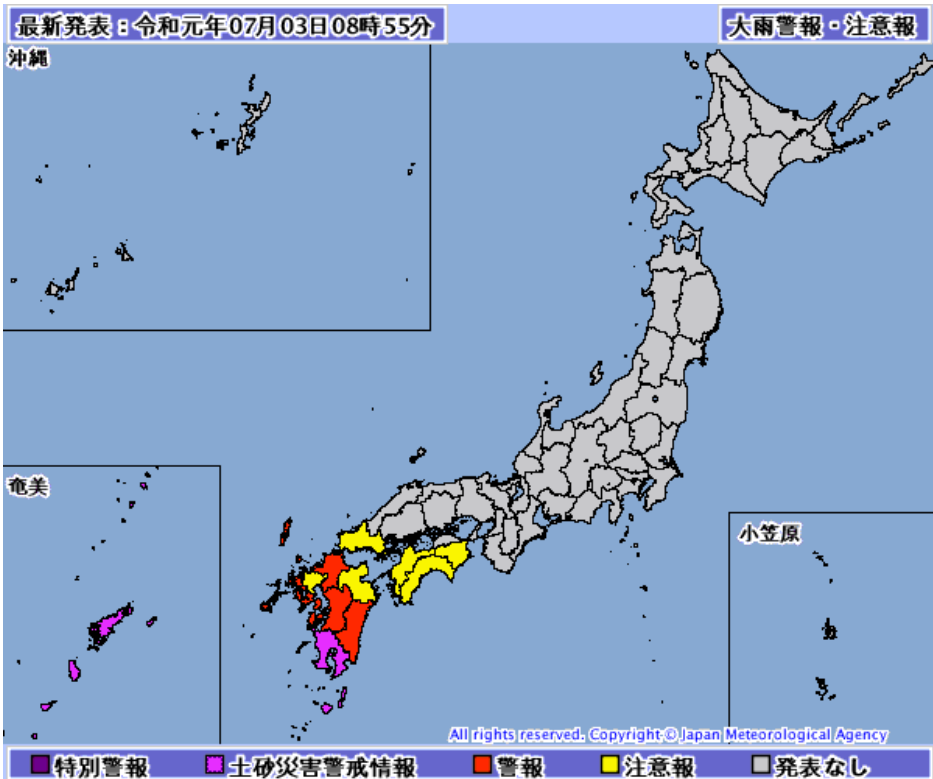 最新発表：令和元年07月03日08時55分
大雨警報・注意報
沖縄
奄美
小笠原
All rights reserved. Copyright © Japan Meteorological Agency
特別警報 土砂災害警戒情報 警報 注意報 発表なし